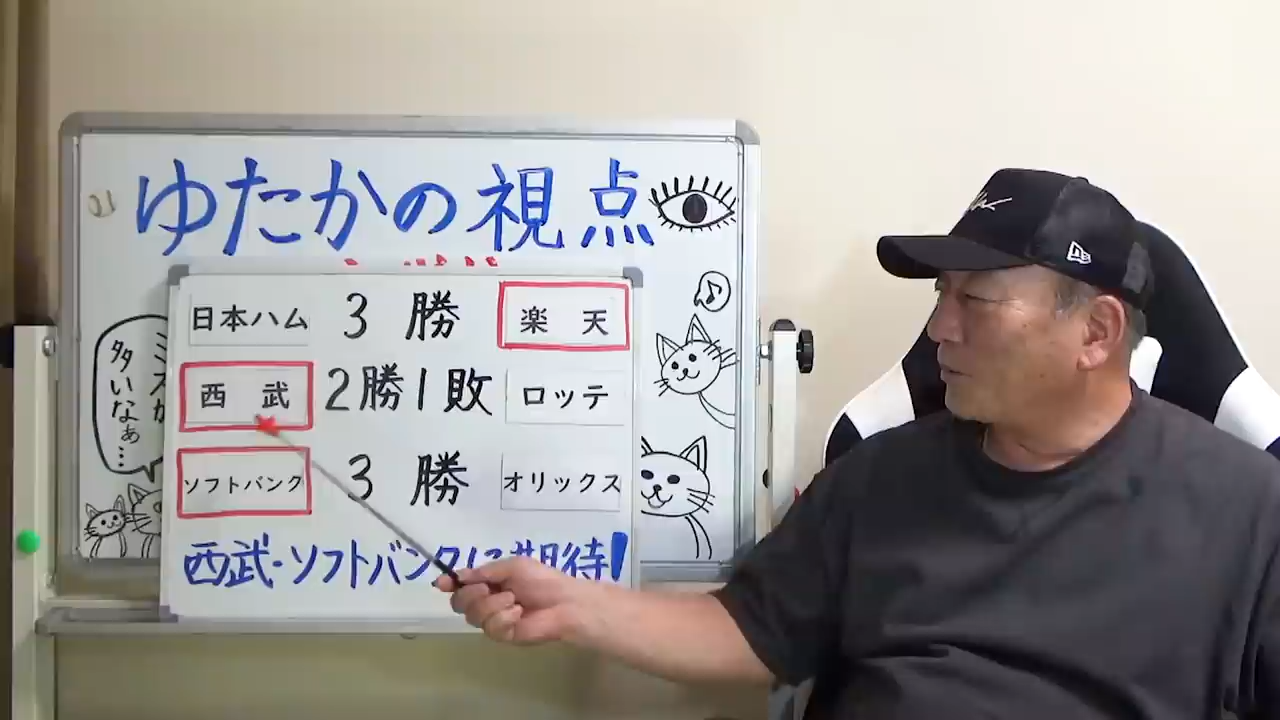 ゆたかの視点
日本ハム 3勝 楽天
西武 2勝1敗 ロッテ
ソフトバンク 3勝 オリックス
西武・ソフトバンクに期待!
ミスが
多いなぁ…